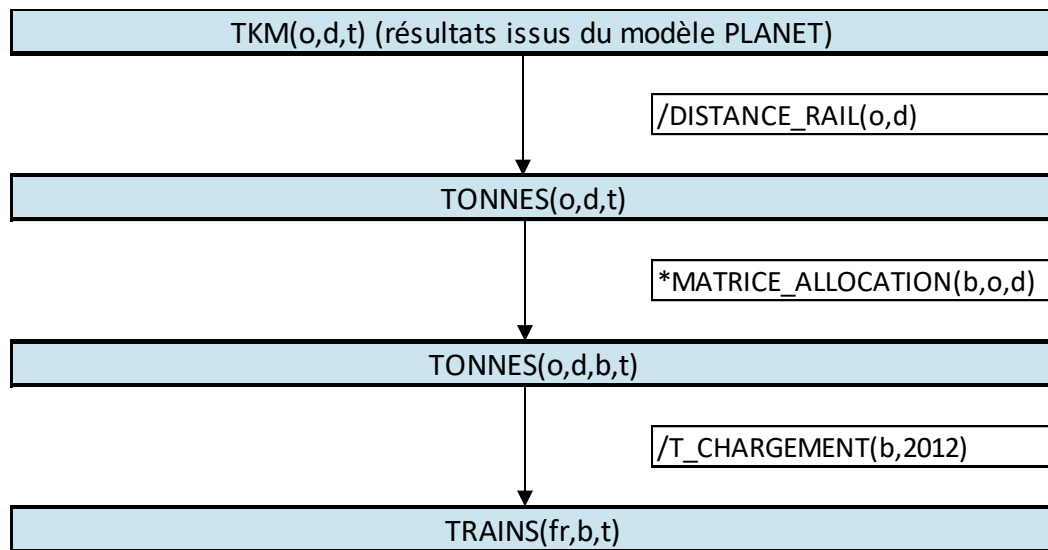 TKM(o,d,t) (résultats issus du modèle PLANET)
/DISTANCE_RAIL(o,d)
TONNES(o,d,t)
*MATRICE_ALLOCATION(b,o,d)
TONNES(o,d,b,t)
/T_CHARGEMENT(b,2012)
TRAINS(fr,b,t)